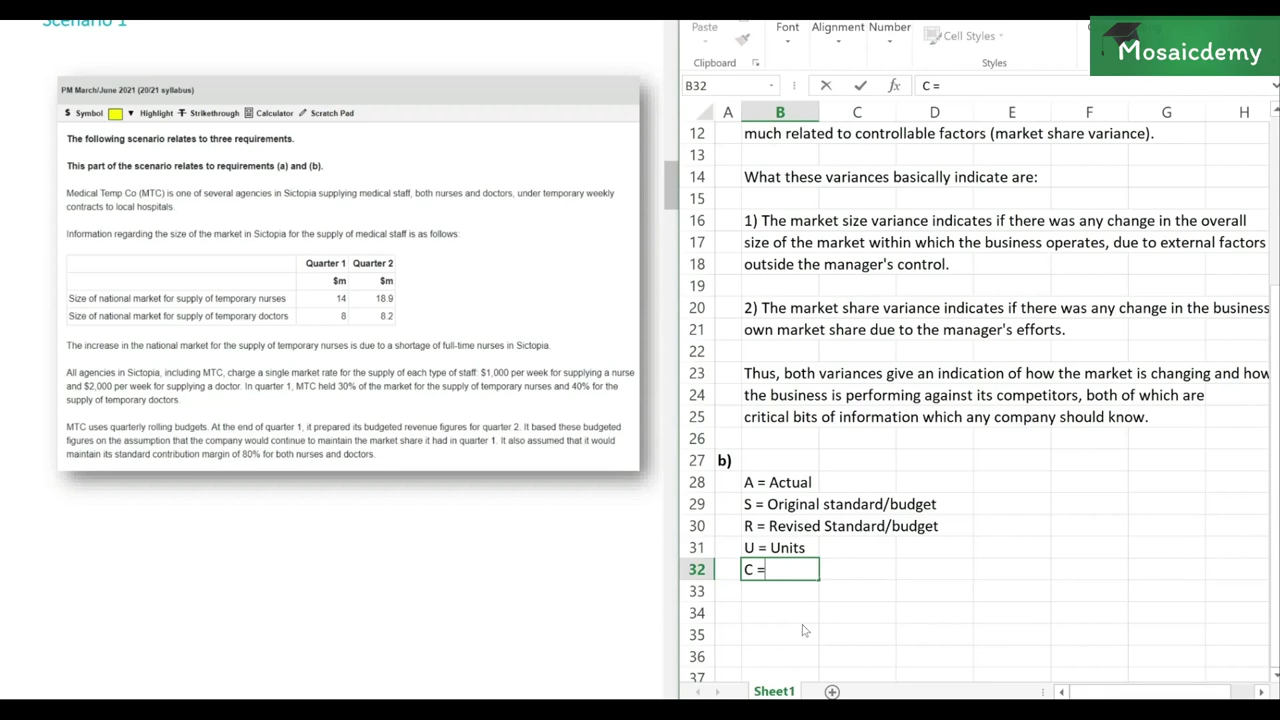 Scenario 1
PM March/June 2021 (20/21 syllabus)
$ Symbol ▼ Highlight Strikethrough Calculator Scratch Pad
The following scenario relates to three requirements.
This part of the scenario relates to requirements (a) and (b).
Medical Temp Co (MTC) is one of several agencies in Sictopia supplying medical staff, both nurses and doctors, under temporary weekly
contracts to local hospitals.
Information regarding the size of the market in Sictopia for the supply of medical staff is as follows:
Quarter 1 Quarter 2
$m $m
Size of national market for supply of temporary nurses 14 18.9
Size of national market for supply of temporary doctors 8 8.2
The increase in the national market for the supply of temporary nurses is due to a shortage of full-time nurses in Sictopia.
All agencies in Sictopia, including MTC, charge a single market rate for the supply of each type of staff: $1,000 per week for supplying a nurse
and $2,000 per week for supplying a doctor. In quarter 1, MTC held 30% of the market for the supply of temporary nurses and 40% for the
supply of temporary doctors.
MTC uses quarterly rolling budgets. At the end of quarter 1, it prepared its budgeted revenue figures for quarter 2. It based these budgeted
figures on the assumption that the company would continue to maintain the market share it had in quarter 1. It also assumed that it would
maintain its standard contribution margin of 80% for both nurses and doctors.
Paste Font Alignment Number Cell Styles
Clipboard Styles
Mosaicdemy
B32 fx C =
A B C D E F G H
12 much related to controllable factors (market share variance).
13
14 What these variances basically indicate are:
15
16 1) The market size variance indicates if there was any change in the overall
17 size of the market within which the business operates, due to external factors
18 outside the manager's control.
19
20 2) The market share variance indicates if there was any change in the business
21 own market share due to the manager's efforts.
22
23 Thus, both variances give an indication of how the market is changing and how
24 the business is performing against its competitors, both of which are
25 critical bits of information which any company should know.
26
27 b)
28 A = Actual
29 S = Original standard/budget
30 R = Revised Standard/budget
31 U = Units
32 C =
33
34
35
36
37
Sheet1